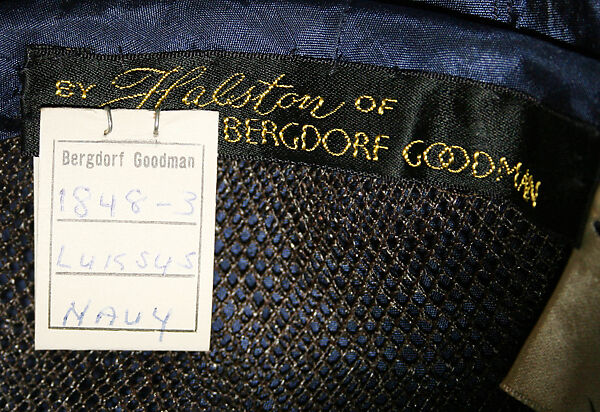 BY Halston OF
BERGDORF GOODMAN
Bergdorf Goodman
1848-3
NAVY